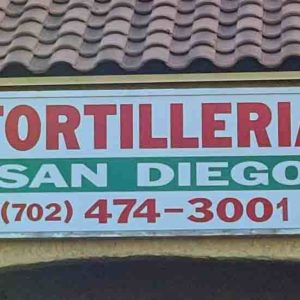 TORTILLERIA
SAN DIEGO
(702) 474-3001